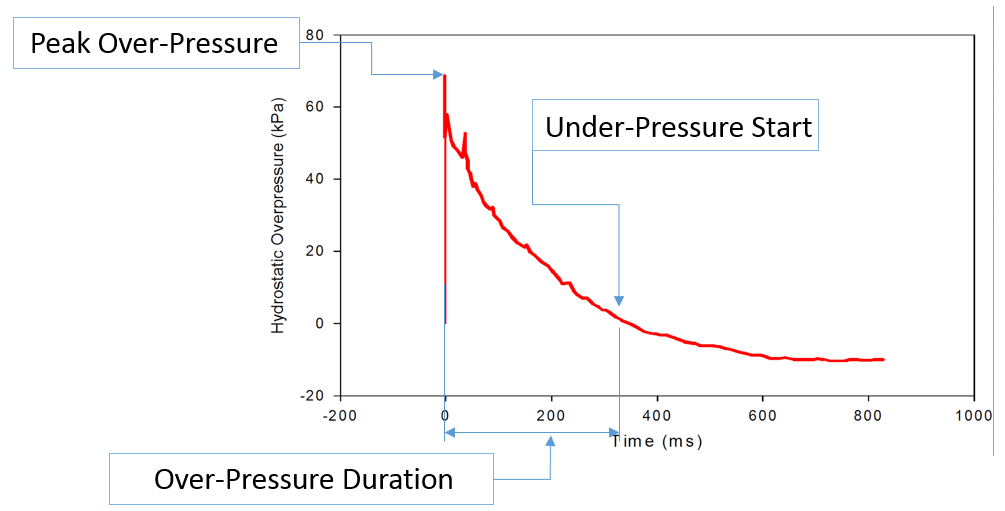 Peak Over-Pressure
80
60
40
20
0
-20
Hydrostatic Overpressure (kPa)
Under-Pressure Start
-200
0
200
400
600
800
1000
Time (ms)
Over-Pressure Duration